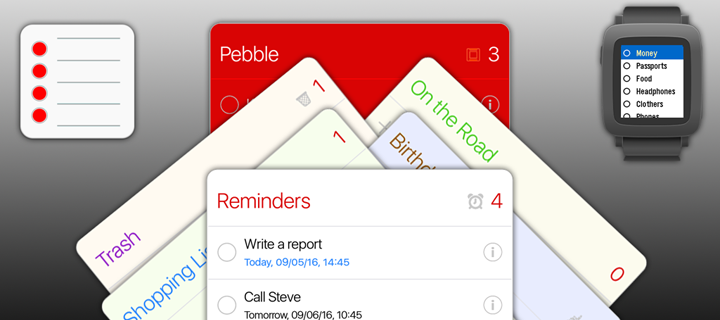 Pebble
3
Money
Passports
Food
Headphones
Clothers
Phones
1
On the Road
Trash
1
Shopping Li
Birthd
0
Reminders
4
Write a report
Today, 09/05/16, 14:45
Call Steve
Tomorrow, 09/06/16, 10:45